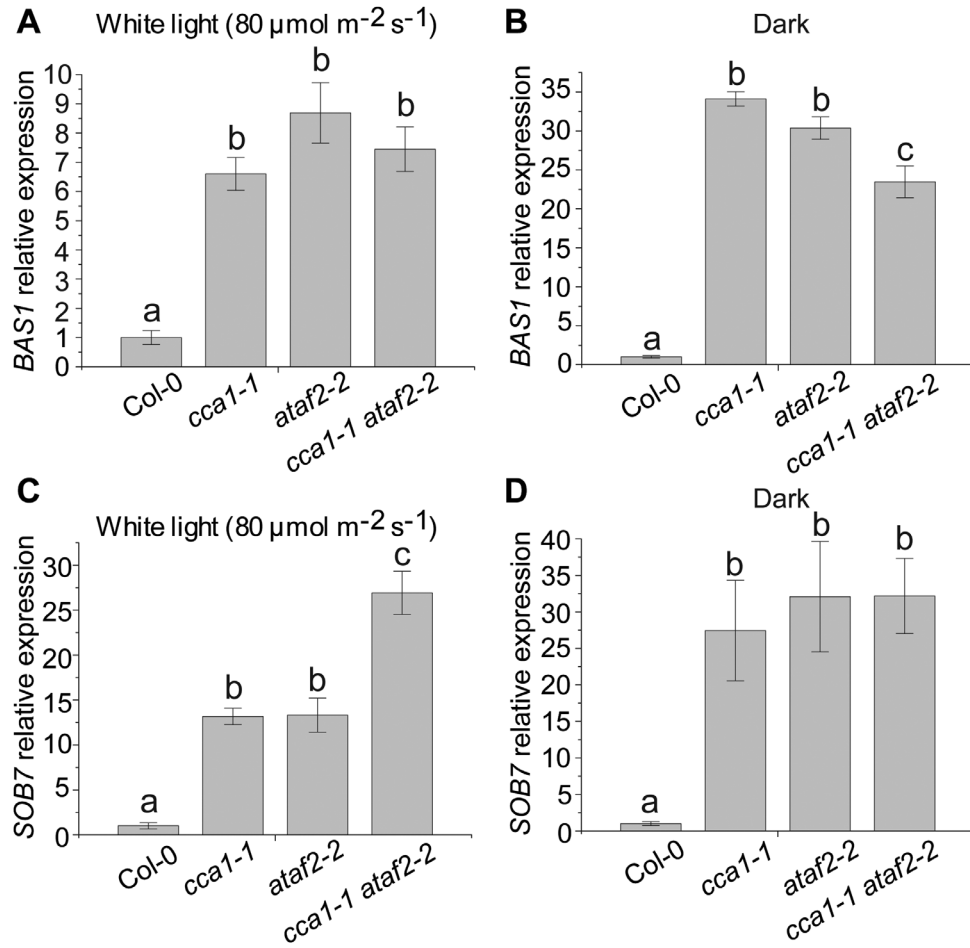 A
White light (80 µmol m-2 s-1)
BAS1 relative expression
10
9
8
7
6
5
4
3
2
1
0
a
b
b
b
Col-0
cca1-1
ataf2-2
cca1-1 ataf2-2
B
Dark
BAS1 relative expression
35
30
25
20
15
10
5
0
a
b
b
c
Col-0
cca1-1
ataf2-2
cca1-1 ataf2-2
C
White light (80 µmol m-2 s-1)
SOB7 relative expression
30
25
20
15
10
5
0
a
b
b
c
Col-0
cca1-1
ataf2-2
cca1-1 ataf2-2
D
Dark
SOB7 relative expression
40
35
30
25
20
15
10
5
0
a
b
b
b
Col-0
cca1-1
ataf2-2
cca1-1 ataf2-2